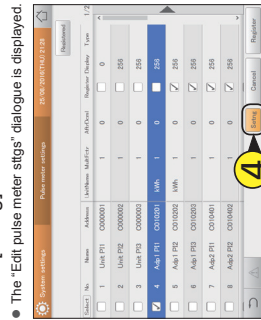 ● The "Edit pulse meter sttgs" dialogue is displayed.
System settings Pulse meter settings 25/06/2019(TUE) 21:29
Registered
Select No. Name Address UnitName MultFctr AftrDcml Register Display Type 1/2
1 Unit PI1 C000001 1 0 0
2 Unit PI2 C000002 1 0 256
3 Unit PI3 C000003 1 0 256
4 Adp1 PI1 C010201 kWh 1 0 256
5 Adp1 PI2 C010202 kWh 1 0 256
6 Adp1 PI3 C010203 1 0 256
7 Adp2 PI1 C010401 1 0 256
8 Adp2 PI2 C010402 1 0 256
Setting Cancel Register
4